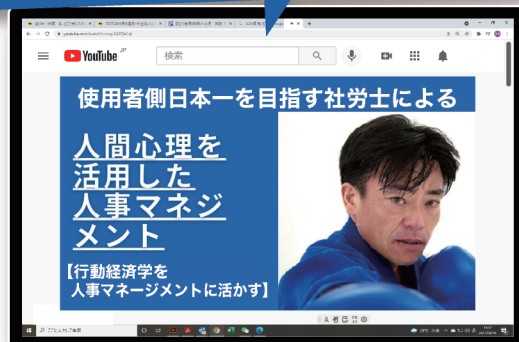 YouTube JP
検索
使用者側日本一を目指す社労士による
人間心理を
活用した
人事マネジ
メント
【行動経済学を
人事マネージメントに活かす】